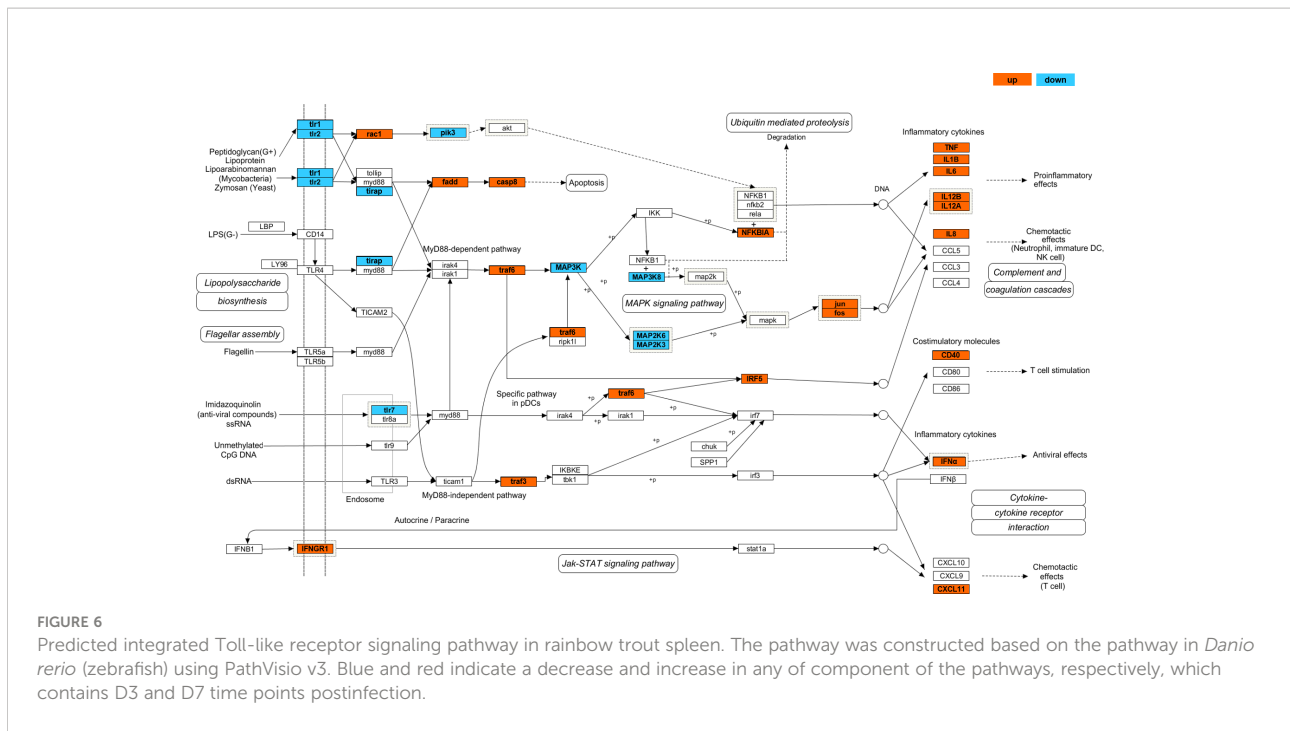 up down
tlr1
tlr2
rac1
pik3
akt
Ubiquitin mediated proteolysis
Degradation
Inflammatory cytokines
TNF
IL1B
IL6
Proinflammatory
effects
Peptidoglycan(G+)
Lipoprotein
Lipoarabinomannan
(Mycobacteria)
Zymosan (Yeast)
tlr1
tlr2
tollip
myd88
tirap
fadd
casp8
Apoptosis
NFKB1
nfkb2
rela
+
NFKBIA
DNA
IL12B
IL12A
IKK
+p
LBP
LPS(G-)
CD14
LY96
TLR4
tirap
myd88
MyD88-dependent pathway
irak4
irak1
traf6
MAP3K
+p
+p
+p
NFKB1
+
MAP3K8
+p
map2k
+p
IL8
CCL5
CCL3
CCL4
Chemotactic
effects
(Neutrophil, immature DC,
NK cell)
Complement and
coagulation cascades
Lipopolysaccharide
biosynthesis
TICAM2
MAPK signaling pathway
mapk
jun
fos
Flagellar assembly
traf6
ripk1l
MAP2K6
MAP2K3
+p
Flagellin
TLR5a
TLR5b
myd88
Costimulatory molecules
CD40
CD80
CD86
T cell stimulation
IRF5
Imidazoquinolin
(anti-viral compounds)
ssRNA
tlr7
tlr8a
myd88
Specific pathway
in pDCs
irak4
+p
+p
traf6
irak1
+p
+p
irf7
Unmethylated
CpG DNA
tlr9
chuk
SPP1
+p
+p
+p
Inflammatory cytokines
IFNα
IFNβ
Antiviral effects
dsRNA
TLR3
Endosome
ticam1
MyD88-independent pathway
traf3
IKBKE
tbk1
+p
irf3
Cytokine-
cytokine receptor
interaction
Autocrine / Paracrine
IFNB1
IFNGR1
Jak-STAT signaling pathway
stat1a
CXCL10
CXCL9
CXCL11
Chemotactic
effects
(T cell)
FIGURE 6
Predicted integrated Toll-like receptor signaling pathway in rainbow trout spleen. The pathway was constructed based on the pathway in Danio
rerio (zebrafish) using PathVisio v3. Blue and red indicate a decrease and increase in any of component of the pathways, respectively, which
contains D3 and D7 time points postinfection.